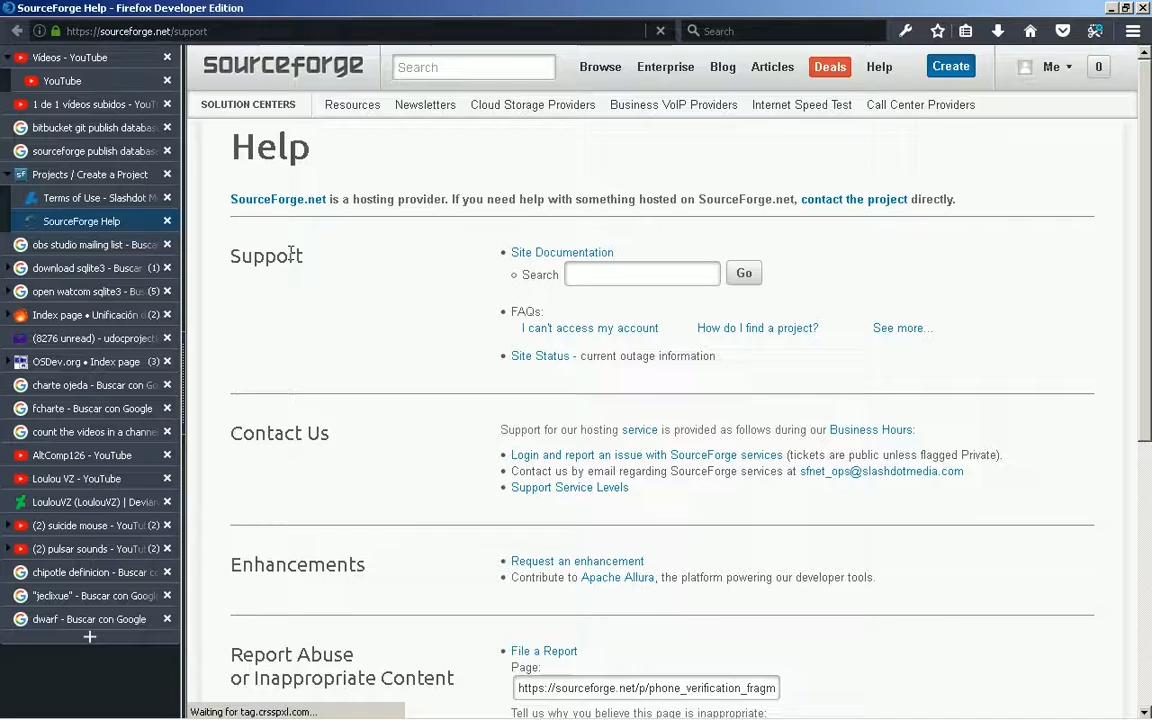 SourceForge Help - Firefox Developer Edition
https://sourceforge.net/support
Search
Vídeos - YouTube
YouTube
1 de 1 vídeos subidos - YouT
bitbucket git publish databas
sourceforge publish databas
Projects / Create a Project
Terms of Use - Slashdot M
SourceForge Help
obs studio mailing list - Busca
download sqlite3 - Buscar (1)
open watcom sqlite3 - Bus (5)
Index page • Unificación d (2)
(8276 unread) - udocproject
OSDev.org • Index page (3)
charte ojeda - Buscar con Go
fcharte - Buscar con Google
count the videos in a channe
AltComp126 - YouTube
Loulou VZ - YouTube
LoulouVZ (LoulouVZ) | Devian
(2) suicide mouse - YouTu (2)
(2) pulsar sounds - YouTu (2)
chipotle definicion - Buscar co
"jeclixue" - Buscar con Google
dwarf - Buscar con Google
sourceforge
Search
Browse Enterprise Blog Articles Deals Help Create Me 0
SOLUTION CENTERS Resources Newsletters Cloud Storage Providers Business VoIP Providers Internet Speed Test Call Center Providers
Help
SourceForge.net is a hosting provider. If you need help with something hosted on SourceForge.net, contact the project directly.
Support
Site Documentation
Search Go
FAQs:
I can't access my account How do I find a project? See more...
Site Status - current outage information
Contact Us
Support for our hosting service is provided as follows during our Business Hours:
Login and report an issue with SourceForge services (tickets are public unless flagged Private).
Contact us by email regarding SourceForge services at sfnet_ops@slashdotmedia.com
Support Service Levels
Enhancements
Request an enhancement
Contribute to Apache Allura, the platform powering our developer tools.
Report Abuse
or Inappropriate Content
File a Report
Page:
https://sourceforge.net/p/phone_verification_fragm
Tell us why you believe this page is inappropriate:
Waiting for tag.crsspxl.com...